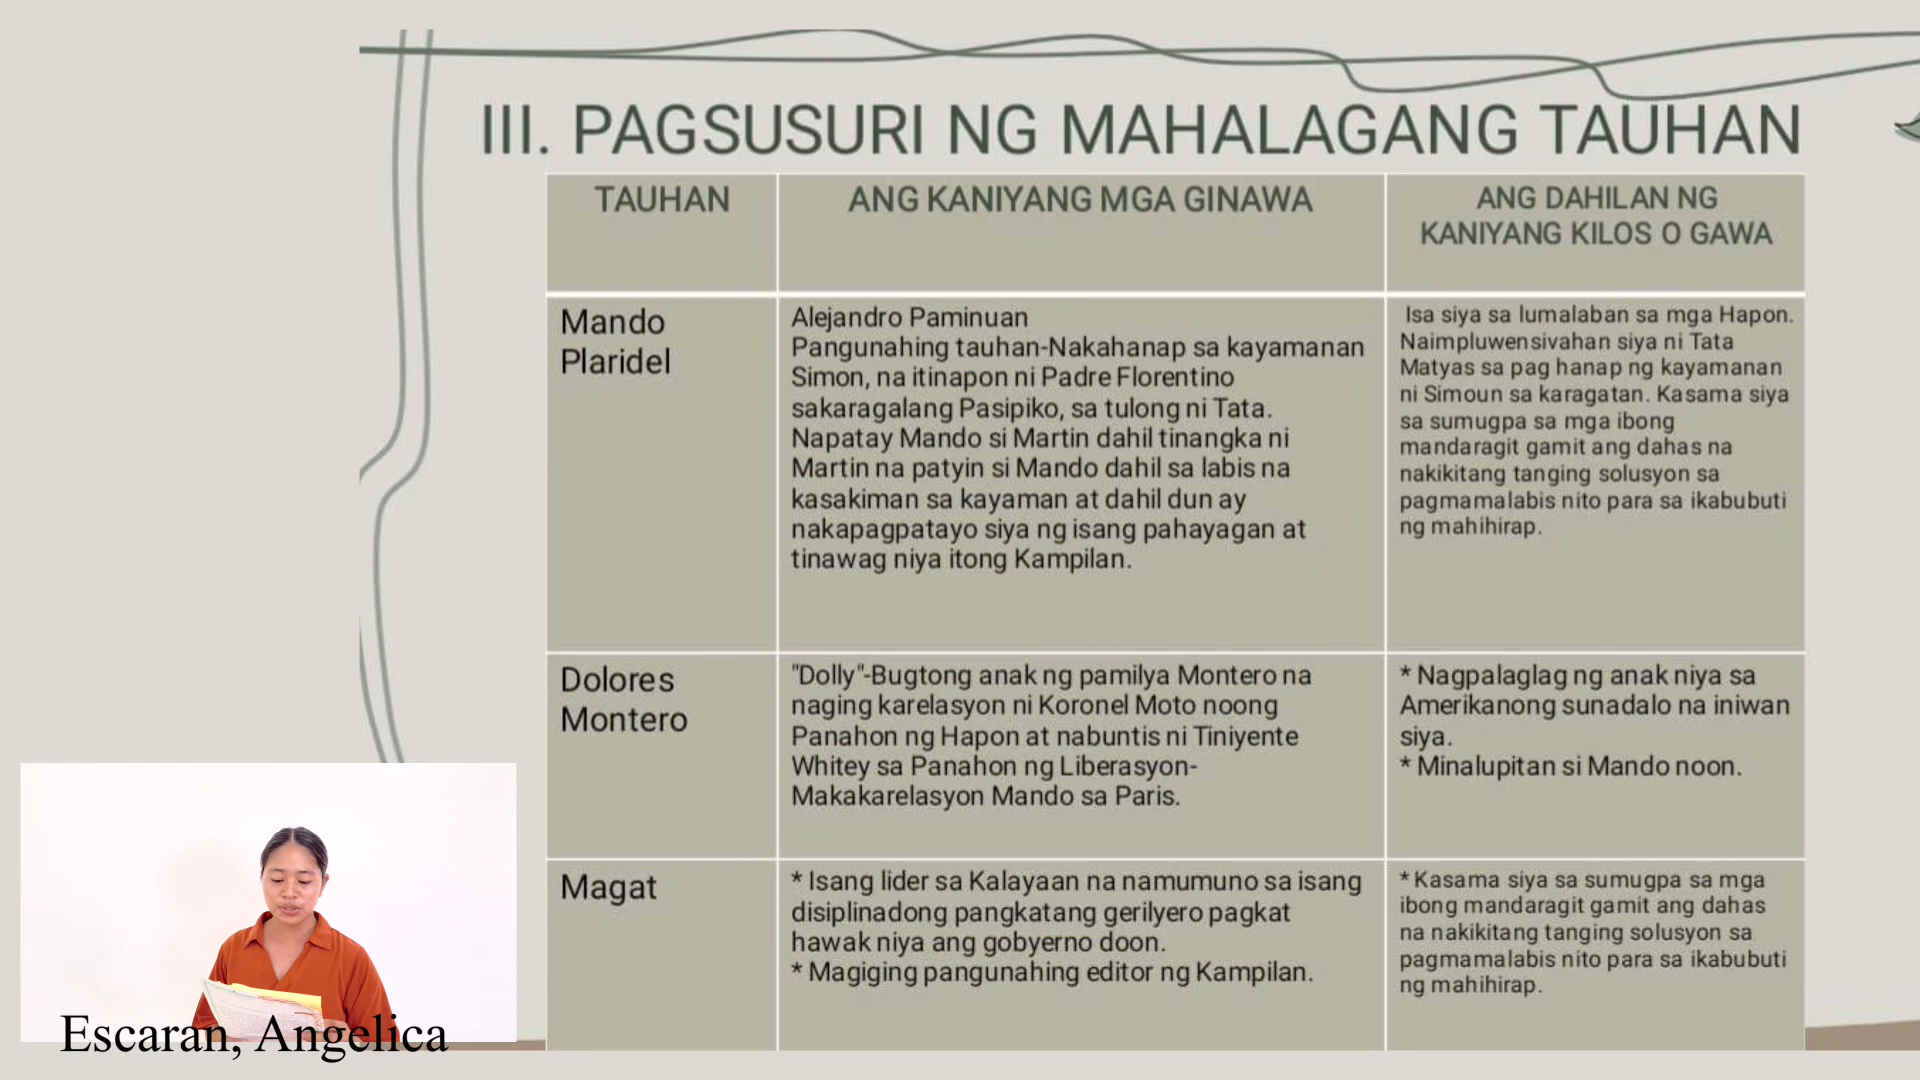 III. PAGSUSURI NG MAHALAGANG TAUHAN
TAUHAN
ANG KANIYANG MGA GINAWA
ANG DAHILAN NG
KANIYANG KILOS O GAWA
Mando
Plaridel
Alejandro Paminuan
Pangunahing tauhan-Nakahanap sa kayamanan
Simon, na itinapon ni Padre Florentino
sakaragalang Pasipiko, sa tulong ni Tata.
Napatay Mando si Martin dahil tinangka ni
Martin na patyin si Mando dahil sa labis na
kasakiman sa kayaman at dahil dun ay
nakapagpatayo siya ng isang pahayagan at
tinawag niya itong Kampilan.
Isa siya sa lumalaban sa mga Hapon.
Naimpluwensivahan siya ni Tata
Matyas sa pag hanap ng kayamanan
ni Simoun sa karagatan. Kasama siya
sa sumugpa sa mga ibong
mandaragit gamit ang dahas na
nakikitang tanging solusyon sa
pagmamalabis nito para sa ikabubuti
ng mahihirap.
Dolores
Montero
"Dolly"-Bugtong anak ng pamilya Montero na
naging karelasyon ni Koronel Moto noong
Panahon ng Hapon at nabuntis ni Tiniyente
Whitey sa Panahon ng Liberasyon-
Makakarelasyon Mando sa Paris.
* Nagpalaglag ng anak niya sa
Amerikanong sunadalo na iniwan
siya.
* Minalupitan si Mando noon.
Magat
* Isang lider sa Kalayaan na namumuno sa isang
disiplinadong pangkatang gerilyero pagkat
hawak niya ang gobyerno doon.
* Magiging pangunahing editor ng Kampilan.
* Kasama siya sa sumugpa sa mga
ibong mandaragit gamit ang dahas
na nakikitang tanging solusyon sa
pagmamalabis nito para sa ikabubuti
ng mahihirap.
Escaran, Angelica